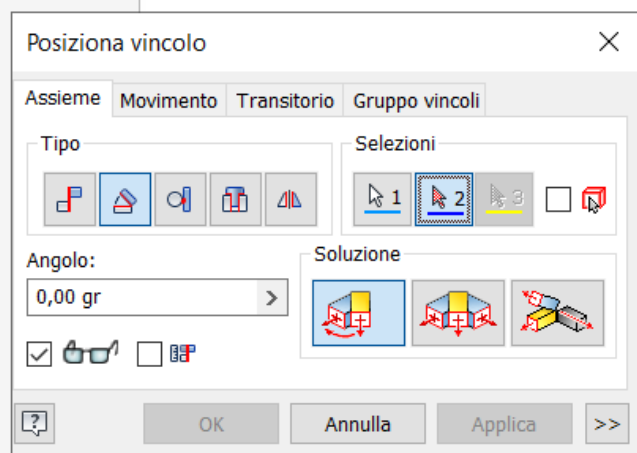 Posiziona vincolo
Assieme Movimento Transitorio Gruppo vincoli
Tipo
Selezioni
1 2 3
Angolo:
0,00 gr
Soluzione
OK Annulla Applica >>